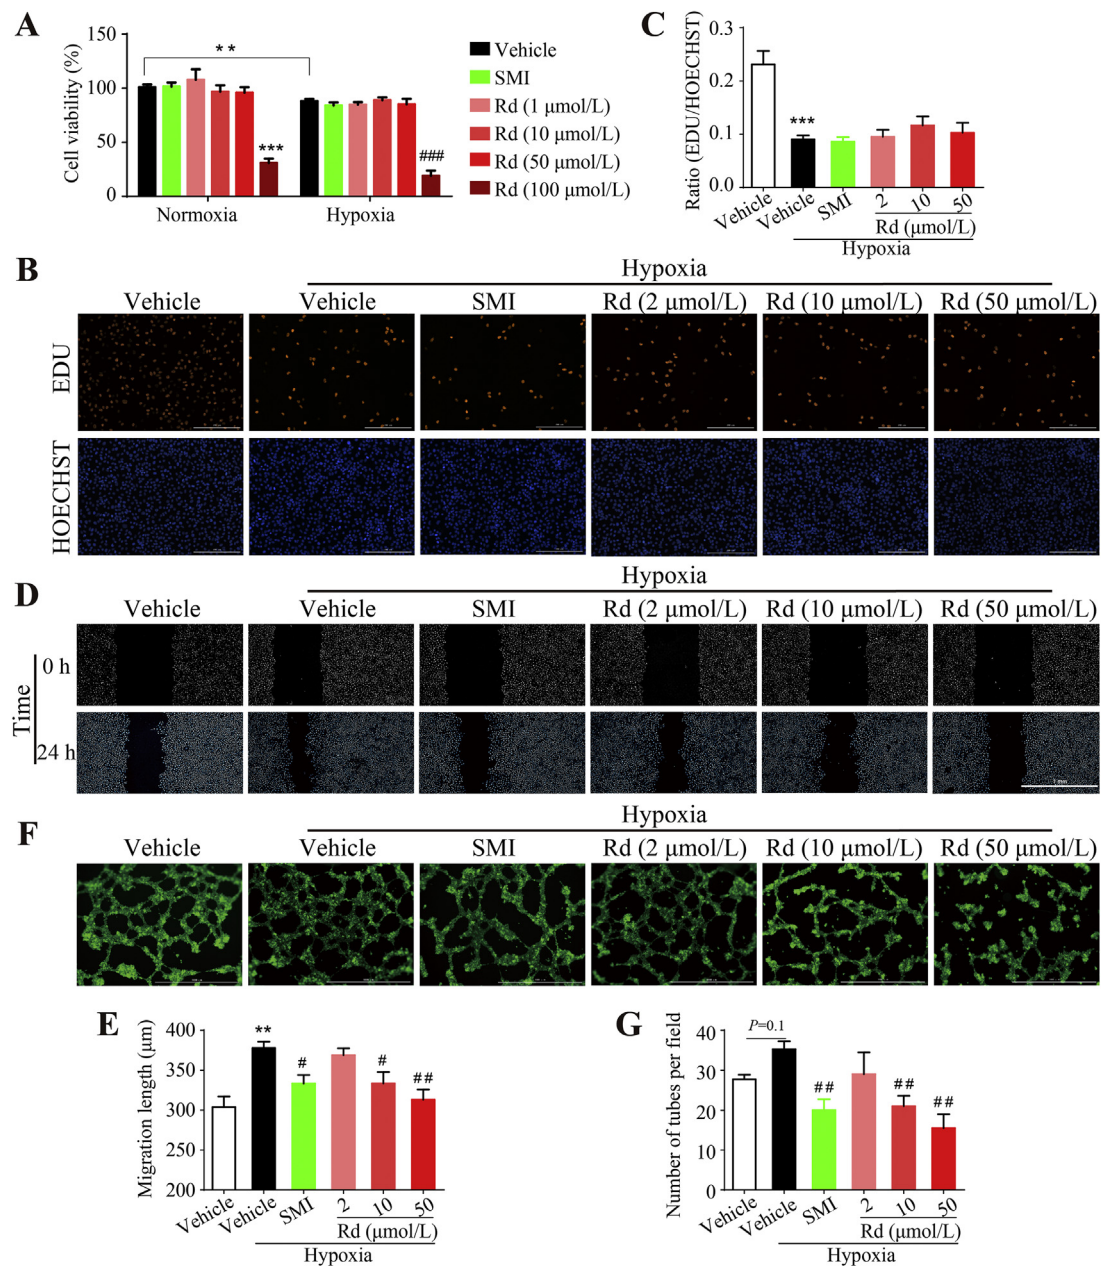 A
150
100
50
0
Cell viability (%)
**
***
###
Normoxia
Hypoxia
Vehicle
SMI
Rd (1 μmol/L)
Rd (10 μmol/L)
Rd (50 μmol/L)
Rd (100 μmol/L)
C
0.3
0.2
0.1
0.0
Ratio (EDU/HOECHST)
***
Vehicle
Vehicle
SMI
2
10
50
Rd (μmol/L)
Hypoxia
B
Hypoxia
Vehicle
Vehicle
SMI
Rd (2 μmol/L)
Rd (10 μmol/L)
Rd (50 μmol/L)
EDU
HOECHST
D
Hypoxia
Vehicle
Vehicle
SMI
Rd (2 μmol/L)
Rd (10 μmol/L)
Rd (50 μmol/L)
Time
0 h
24 h
1 mm
F
Hypoxia
Vehicle
Vehicle
SMI
Rd (2 μmol/L)
Rd (10 μmol/L)
Rd (50 μmol/L)
E
400
350
300
250
200
Migration length (μm)
**
#
#
##
Vehicle
Vehicle
SMI
2
10
50
Rd (μmol/L)
Hypoxia
G
40
30
20
10
0
Number of tubes per field
P=0.1
##
##
##
Vehicle
Vehicle
SMI
2
10
50
Rd (μmol/L)
Hypoxia